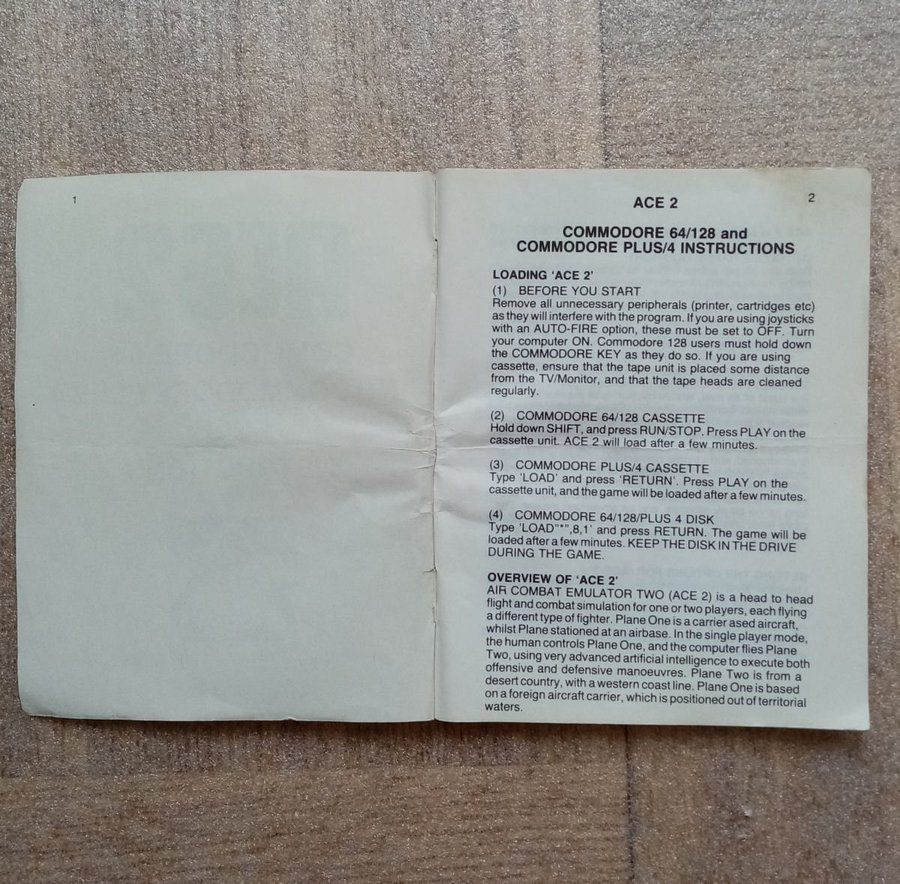 1
2
ACE 2
COMMODORE 64/128 and
COMMODORE PLUS/4 INSTRUCTIONS
LOADING 'ACE 2'
(1) BEFORE YOU START
Remove all unnecessary peripherals (printer, cartridges etc)
as they will interfere with the program. If you are using joysticks
with an AUTO-FIRE option, these must be set to OFF. Turn
your computer ON. Commodore 128 users must hold down
the COMMODORE KEY as they do so. If you are using
cassette, ensure that the tape unit is placed some distance
from the TV/Monitor, and that the tape heads are cleaned
regularly.
(2) COMMODORE 64/128 CASSETTE
Hold down SHIFT, and press RUN/STOP. Press PLAY on the
cassette unit. ACE 2 will load after a few minutes.
(3) COMMODORE PLUS/4 CASSETTE
Type 'LOAD' and press 'RETURN'. Press PLAY on the
cassette unit, and the game will be loaded after a few minutes.
(4) COMMODORE 64/128/PLUS 4 DISK
Type 'LOAD"*",8,1' and press RETURN. The game will be
loaded after a few minutes. KEEP THE DISK IN THE DRIVE
DURING THE GAME.
OVERVIEW OF 'ACE 2'
AIR COMBAT EMULATOR TWO (ACE 2) is a head to head
flight and combat simulation for one or two players, each flying
a different type of fighter. Plane One is a carrier ased aircraft,
whilst Plane stationed at an airbase. In the single player mode,
the human controls Plane One, and the computer flies Plane
Two, using very advanced artificial intelligence to execute both
offensive and defensive manoeuvres. Plane Two is from a
desert country, with a western coast line. Plane One is based
on a foreign aircraft carrier, which is positioned out of territorial
waters.